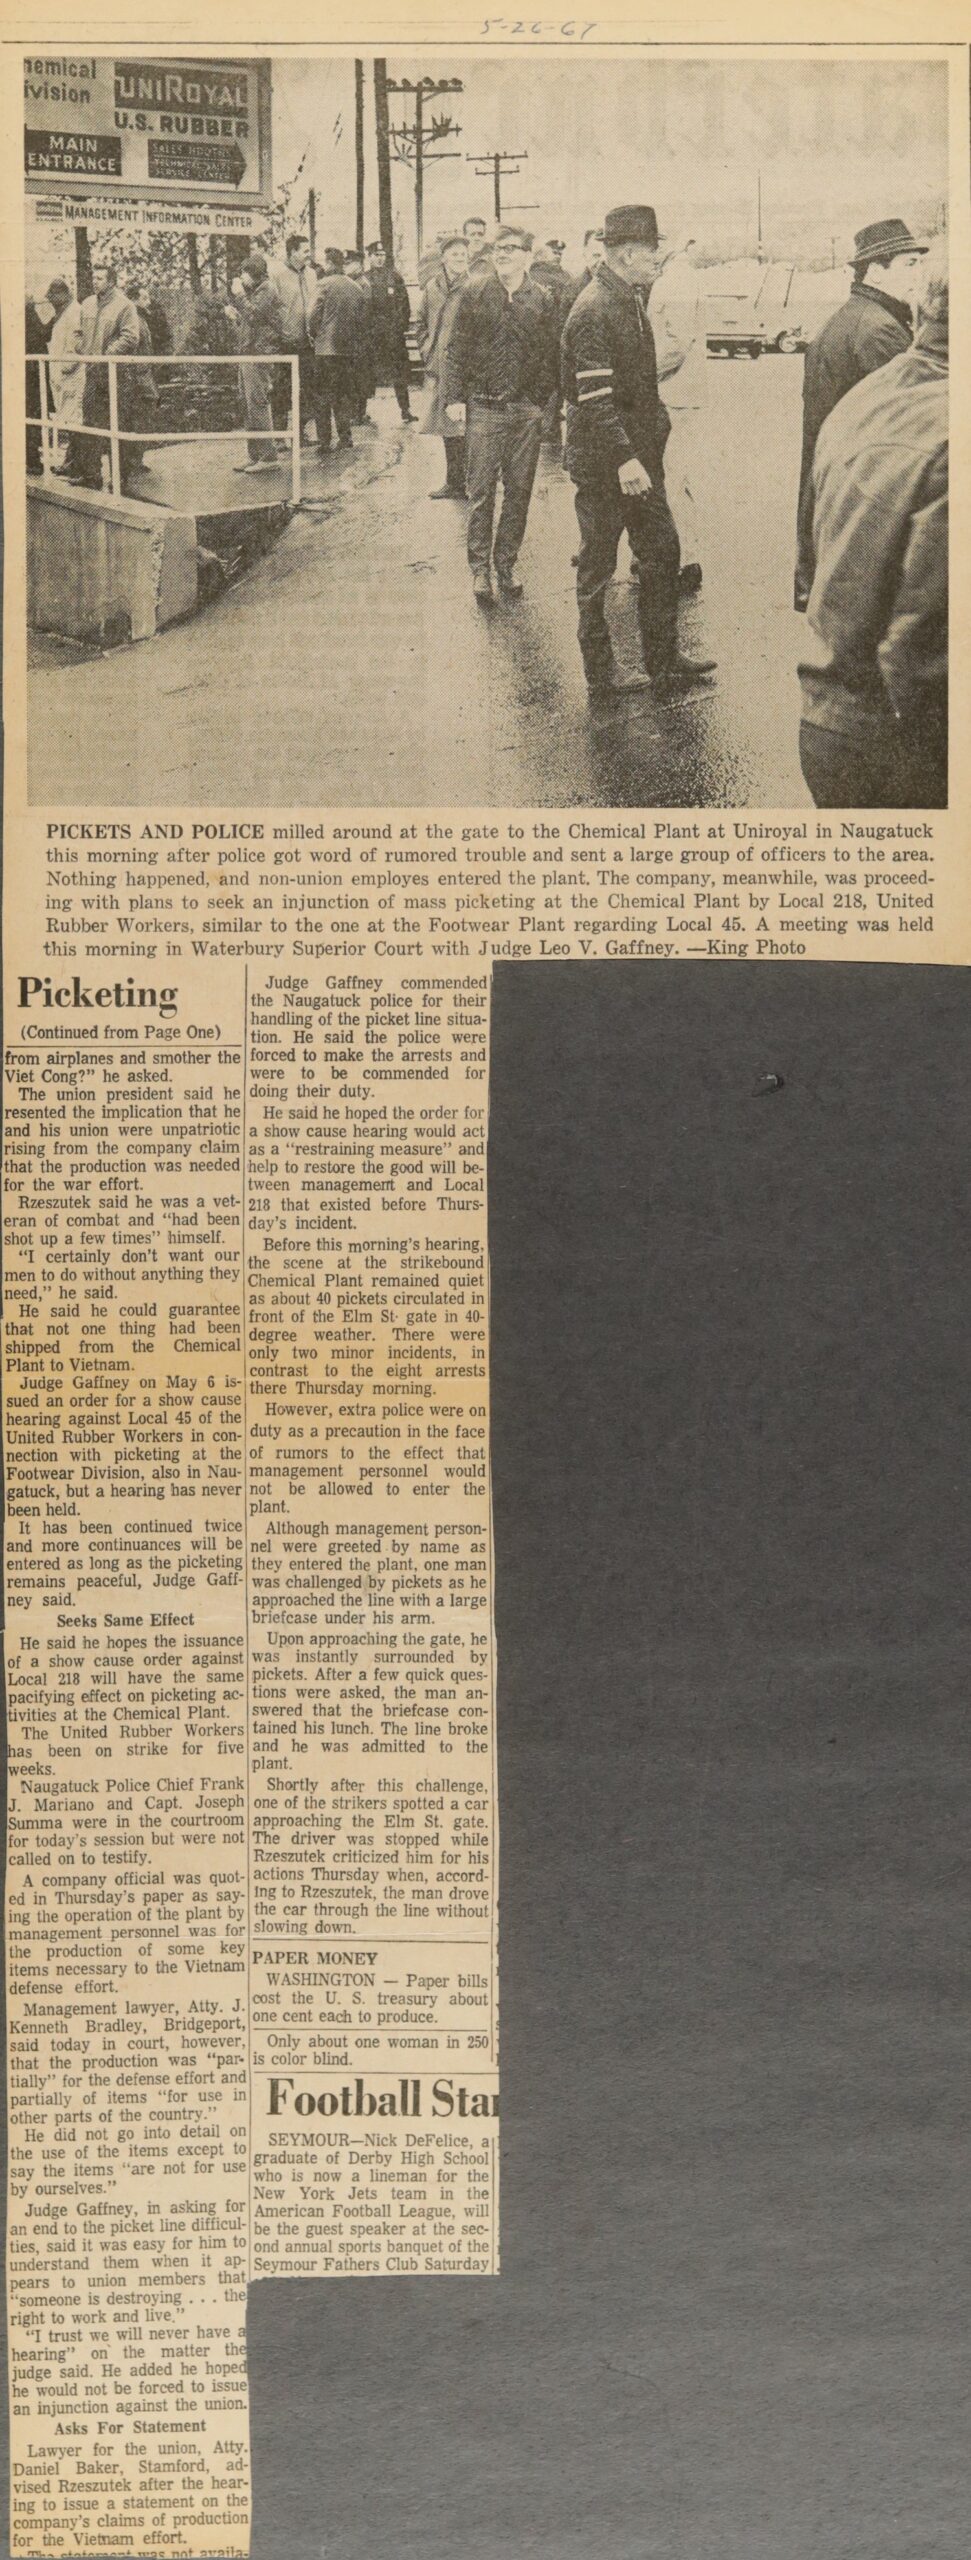 5-26-67
hemical
ivision
UNIROYAL
U.S. RUBBER
MAIN
ENTRANCE
MANAGEMENT INFORMATION CENTER
PICKETS AND POLICE milled around at the gate to the Chemical Plant at Uniroyal in Naugatuck
this morning after police got word of rumored trouble and sent a large group of officers to the area.
Nothing happened, and non-union employes entered the plant. The company, meanwhile, was proceed-
ing with plans to seek an injunction of mass picketing at the Chemical Plant by Local 218, United
Rubber Workers, similar to the one at the Footwear Plant regarding Local 45. A meeting was held
this morning in Waterbury Superior Court with Judge Leo V. Gaffney. —King Photo
Picketing
(Continued from Page One)
from airplanes and smother the
Viet Cong?" he asked.
The union president said he
resented the implication that he
and his union were unpatriotic
rising from the company claim
that the production was needed
for the war effort.
Rzeszutek said he was a vet-
eran of combat and "had been
shot up a few times" himself.
"I certainly don't want our
men to do without anything they
need," he said.
He said he could guarantee
that not one thing had been
shipped from the Chemical
Plant to Vietnam.
Judge Gaffney on May 6 is-
sued an order for a show cause
hearing against Local 45 of the
United Rubber Workers in con-
nection with picketing at the
Footwear Division, also in Nau-
gatuck, but a hearing has never
been held.
It has been continued twice
and more continuances will be
entered as long as the picketing
remains peaceful, Judge Gaff-
ney said.
Seeks Same Effect
He said he hopes the issuance
of a show cause order against
Local 218 will have the same
pacifying effect on picketing ac-
tivities at the Chemical Plant.
The United Rubber Workers
has been on strike for five
weeks.
Naugatuck Police Chief Frank
J. Mariano and Capt. Joseph
Summa were in the courtroom
for today's session but were not
called on to testify.
A company official was quot-
ed in Thursday's paper as say-
ing the operation of the plant by
management personnel was for
the production of some key
items necessary to the Vietnam
defense effort.
Management lawyer, Atty. J.
Kenneth Bradley, Bridgeport,
said today in court, however,
that the production was "par-
tially" for the defense effort and
partially of items "for use in
other parts of the country."
He did not go into detail on
the use of the items except to
say the items "are not for use
by ourselves."
Judge Gaffney, in asking for
an end to the picket line difficul-
ties, said it was easy for him to
understand them when it ap-
pears to union members that
"someone is destroying . . . the
right to work and live."
"I trust we will never have a
hearing" on the matter the
judge said. He added he hoped
he would not be forced to issue
an injunction against the union.
Asks For Statement
Lawyer for the union, Atty.
Daniel Baker, Stamford, ad-
vised Rzeszutek after the hear-
ing to issue a statement on the
company's claims of production
for the Vietnam effort.
The statement was not availa-
Judge Gaffney commended
the Naugatuck police for their
handling of the picket line situa-
tion. He said the police were
forced to make the arrests and
were to be commended for
doing their duty.
He said he hoped the order for
a show cause hearing would act
as a "restraining measure" and
help to restore the good will be-
tween management and Local
218 that existed before Thurs-
day's incident.
Before this morning's hearing,
the scene at the strikebound
Chemical Plant remained quiet
as about 40 pickets circulated in
front of the Elm St. gate in 40-
degree weather. There were
only two minor incidents, in
contrast to the eight arrests
there Thursday morning.
However, extra police were on
duty as a precaution in the face
of rumors to the effect that
management personnel would
not be allowed to enter the
plant.
Although management person-
nel were greeted by name as
they entered the plant, one man
was challenged by pickets as he
approached the line with a large
briefcase under his arm.
Upon approaching the gate, he
was instantly surrounded by
pickets. After a few quick ques-
tions were asked, the man an-
swered that the briefcase con-
tained his lunch. The line broke
and he was admitted to the
plant.
Shortly after this challenge,
one of the strikers spotted a car
approaching the Elm St. gate.
The driver was stopped while
Rzeszutek criticized him for his
actions Thursday when, accord-
ing to Rzeszutek, the man drove
the car through the line without
slowing down.
PAPER MONEY
WASHINGTON — Paper bills
cost the U. S. treasury about
one cent each to produce.
Only about one woman in 250
is color blind.
Football Star
SEYMOUR—Nick DeFelice, a
graduate of Derby High School
who is now a lineman for the
New York Jets team in the
American Football League, will
be the guest speaker at the sec-
ond annual sports banquet of the
Seymour Fathers Club Saturday